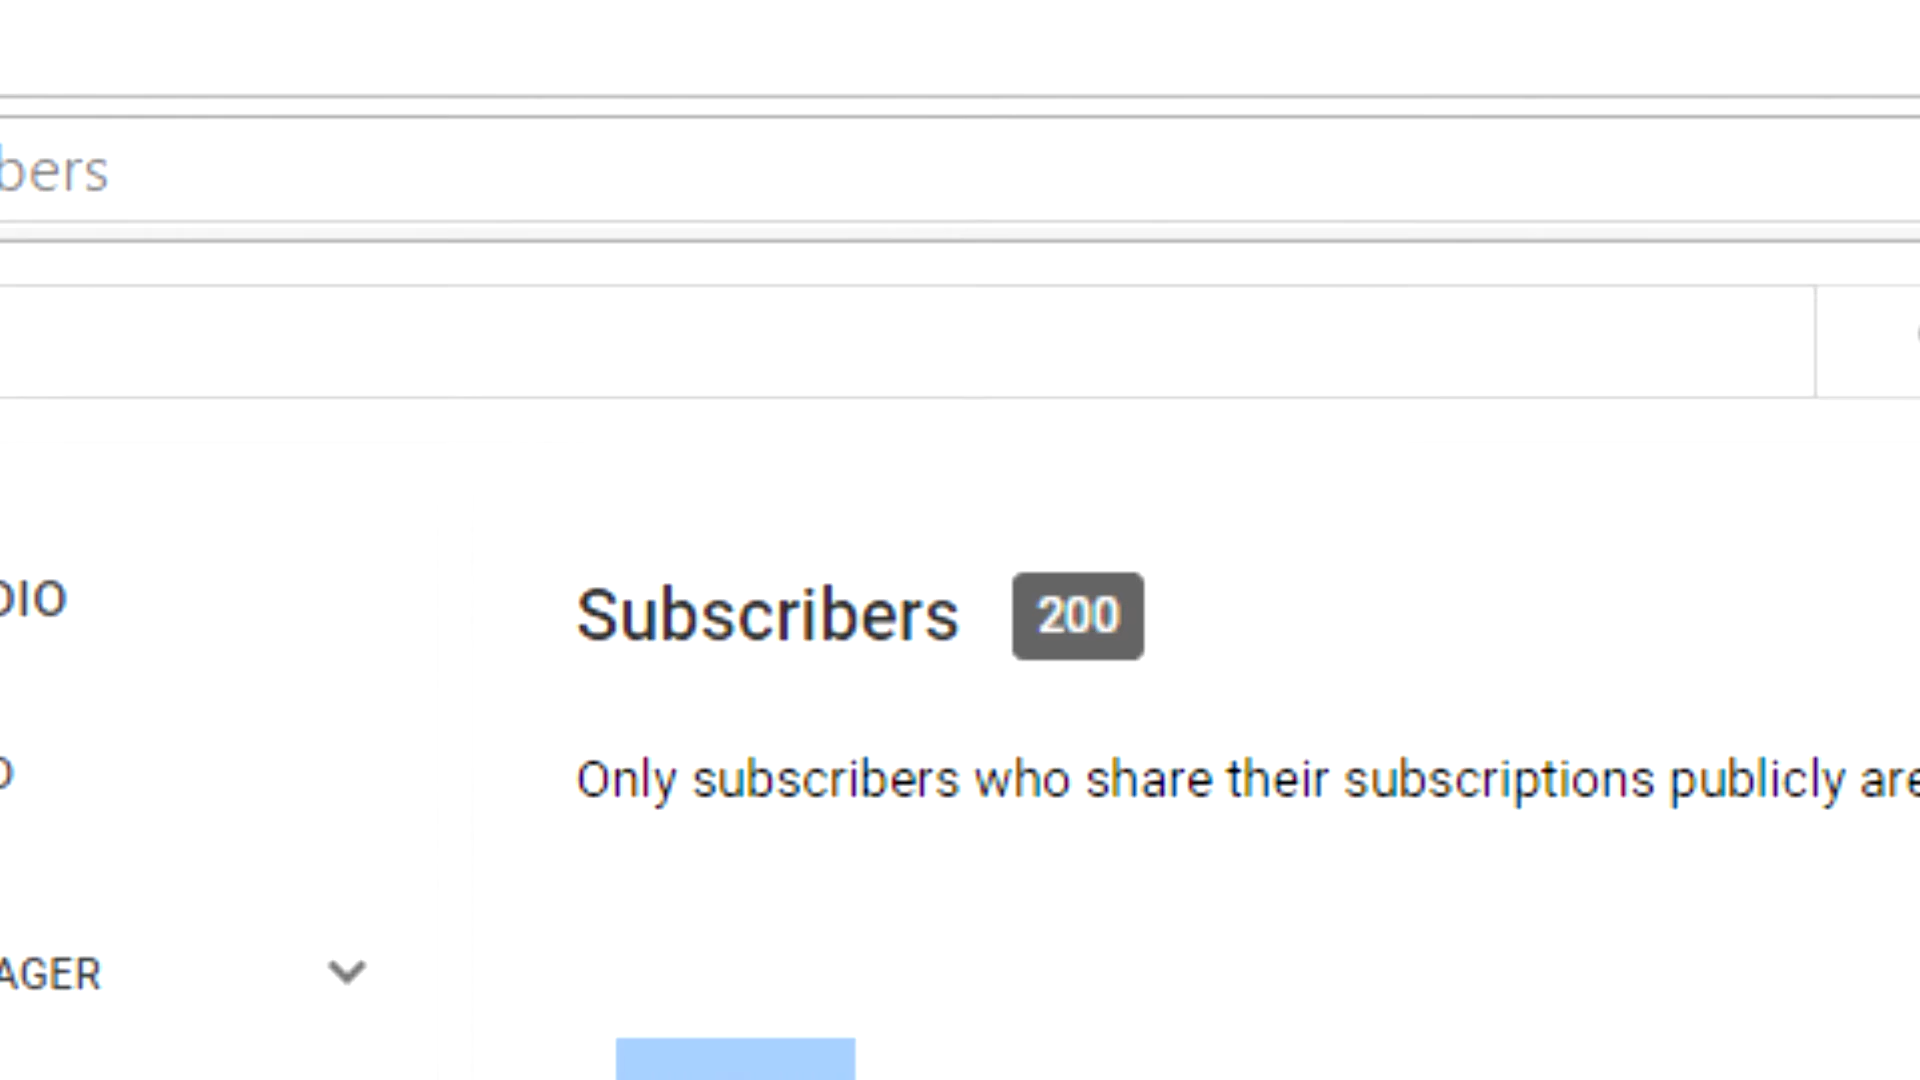 bers
DIO
Subscribers 200
Only subscribers who share their subscriptions publicly are
AGER